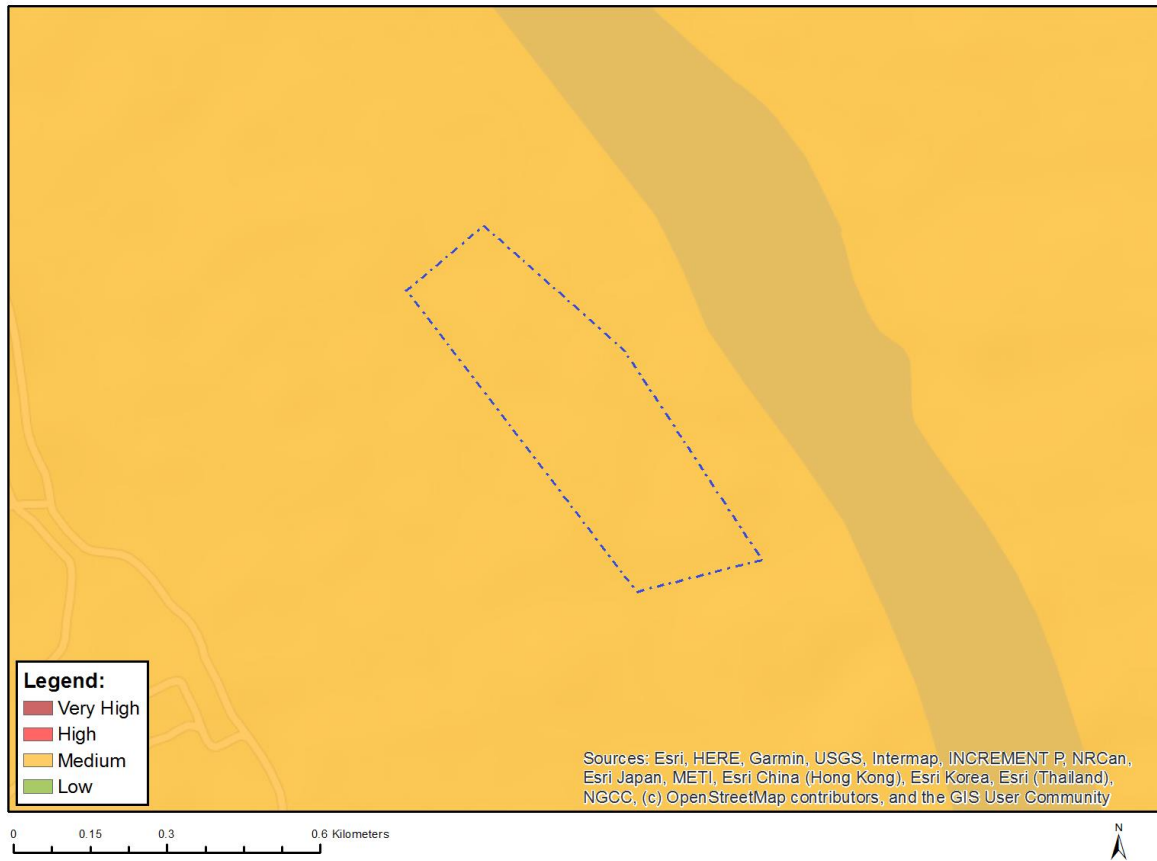 Legend:
Very High
High
Medium
Low
Sources: Esri, HERE, Garmin, USGS, Intermap, INCREMENT P, NRCan,
Esri Japan, METI, Esri China (Hong Kong), Esri Korea, Esri (Thailand),
NGCC, (c) OpenStreetMap contributors, and the GIS User Community
0 0.15 0.3 0.6 Kilometers
N